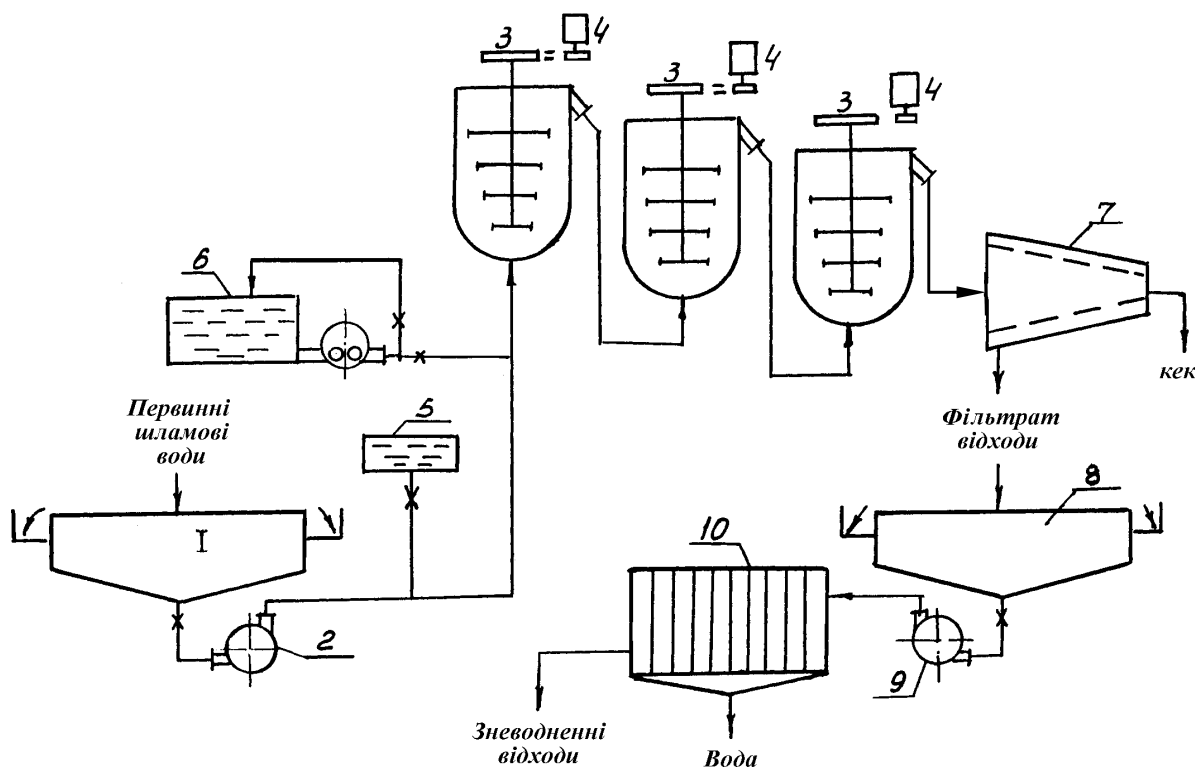 3
4
3
4
3
4
7
6
кек
Первинні
шламові
води
5
Фільтрат
відходи
8
I
10
2
9
Зневодненні
відходи
Вода